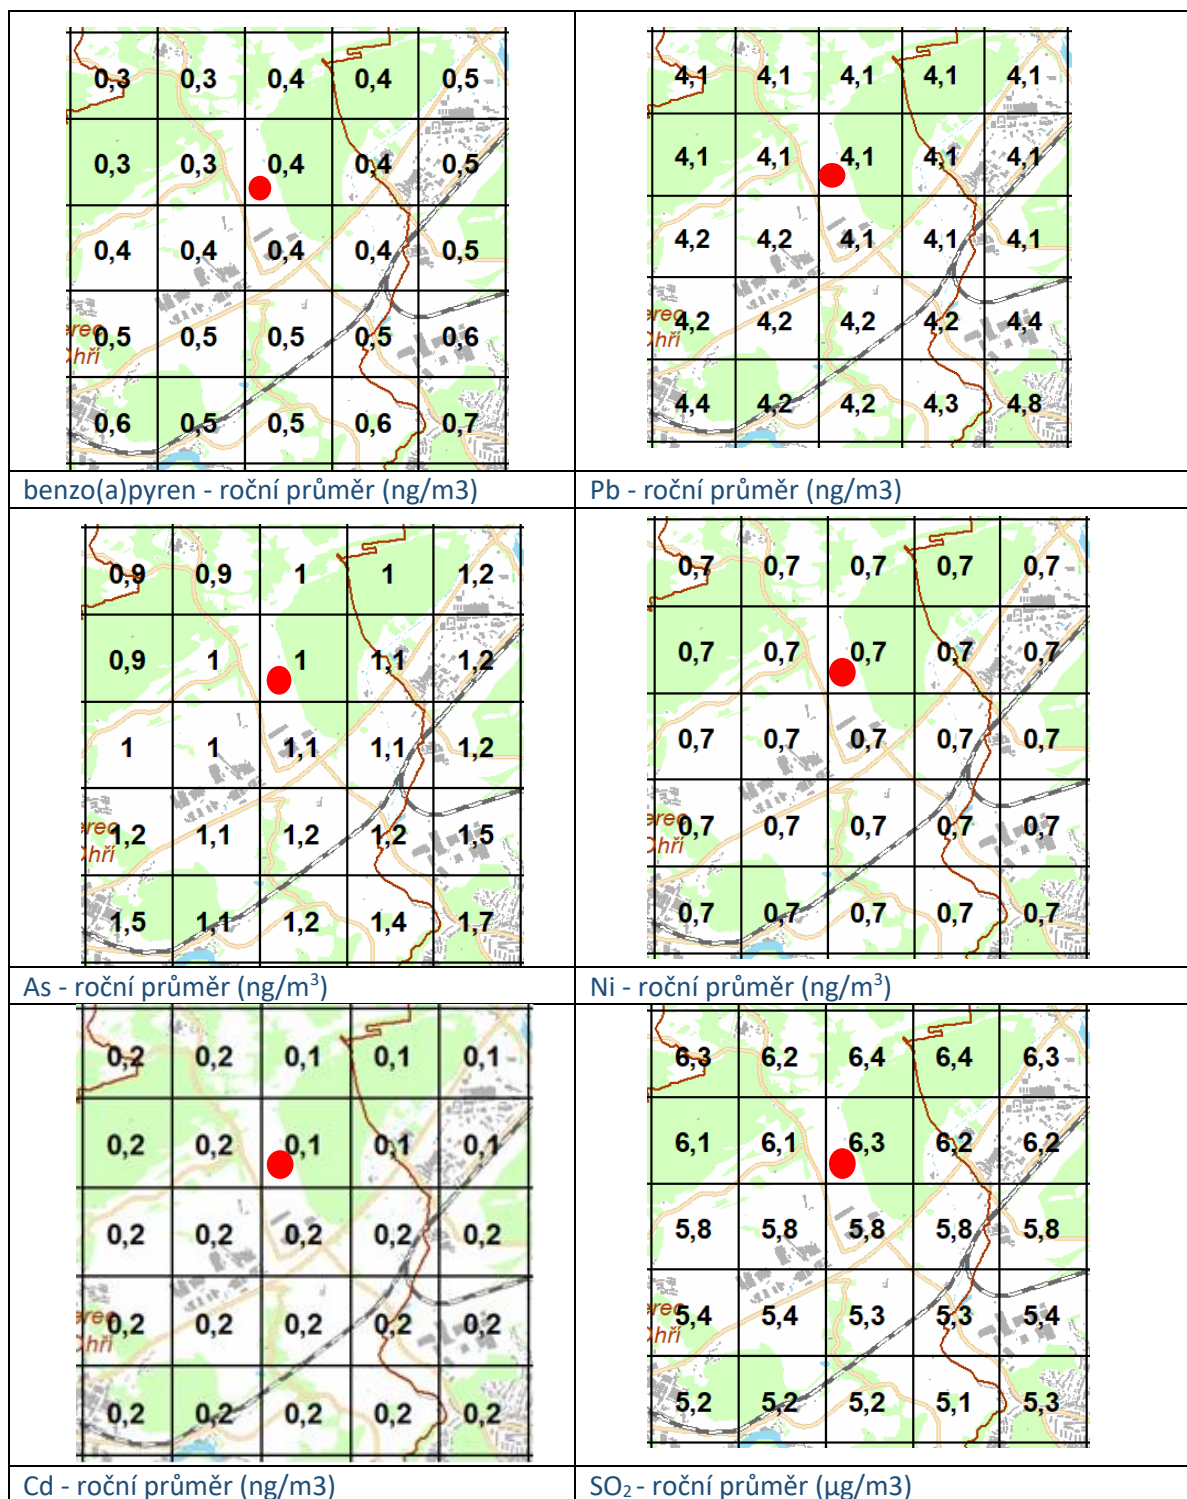 0,3 0,3 0,4 0,4 0,5
0,3 0,3 0,4 0,4 0,5
0,4 0,4 0,4 0,4 0,5
erec
0,5 0,5 0,5 0,5 0,6
Ohří
0,6 0,5 0,5 0,6 0,7
benzo(a)pyren - roční průměr (ng/m3)
4,1 4,1 4,1 4,1 4,1
4,1 4,1 4,1 4,1 4,1
4,2 4,2 4,1 4,1 4,1
erec
4,2 4,2 4,2 4,2 4,4
Ohří
4,4 4,2 4,2 4,3 4,8
Pb - roční průměr (ng/m3)
0,9 0,9 1 1 1,2
0,9 1 1 1,1 1,2
1 1 1,1 1,1 1,2
erec
1,2 1,1 1,2 1,2 1,5
Ohří
1,5 1,1 1,2 1,4 1,7
As - roční průměr (ng/m³)
0,7 0,7 0,7 0,7 0,7
0,7 0,7 0,7 0,7 0,7
0,7 0,7 0,7 0,7 0,7
erec
0,7 0,7 0,7 0,7 0,7
Ohří
0,7 0,7 0,7 0,7 0,7
Ni - roční průměr (ng/m³)
0,2 0,2 0,1 0,1 0,1
0,2 0,2 0,1 0,1 0,1
0,2 0,2 0,2 0,2 0,2
erec
0,2 0,2 0,2 0,2 0,2
Ohří
0,2 0,2 0,2 0,2 0,2
Cd - roční průměr (ng/m3)
6,3 6,2 6,4 6,4 6,3
6,1 6,1 6,3 6,2 6,2
5,8 5,8 5,8 5,8 5,8
erec
5,4 5,4 5,3 5,3 5,4
Ohří
5,2 5,2 5,2 5,1 5,3
SO₂ - roční průměr (µg/m3)